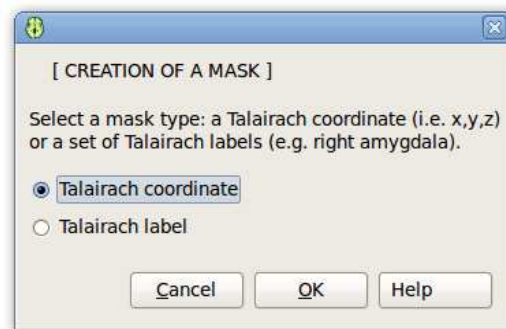 [ CREATION OF A MASK ]
Select a mask type: a Talairach coordinate (i.e. x,y,z)
or a set of Talairach labels (e.g. right amygdala).
Talairach coordinate
Talairach label
Cancel OK Help